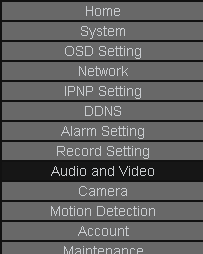 Home
System
OSD Setting
Network
IPNP Setting
DDNS
Alarm Setting
Record Setting
Audio and Video
Camera
Motion Detection
Account
Maintenance